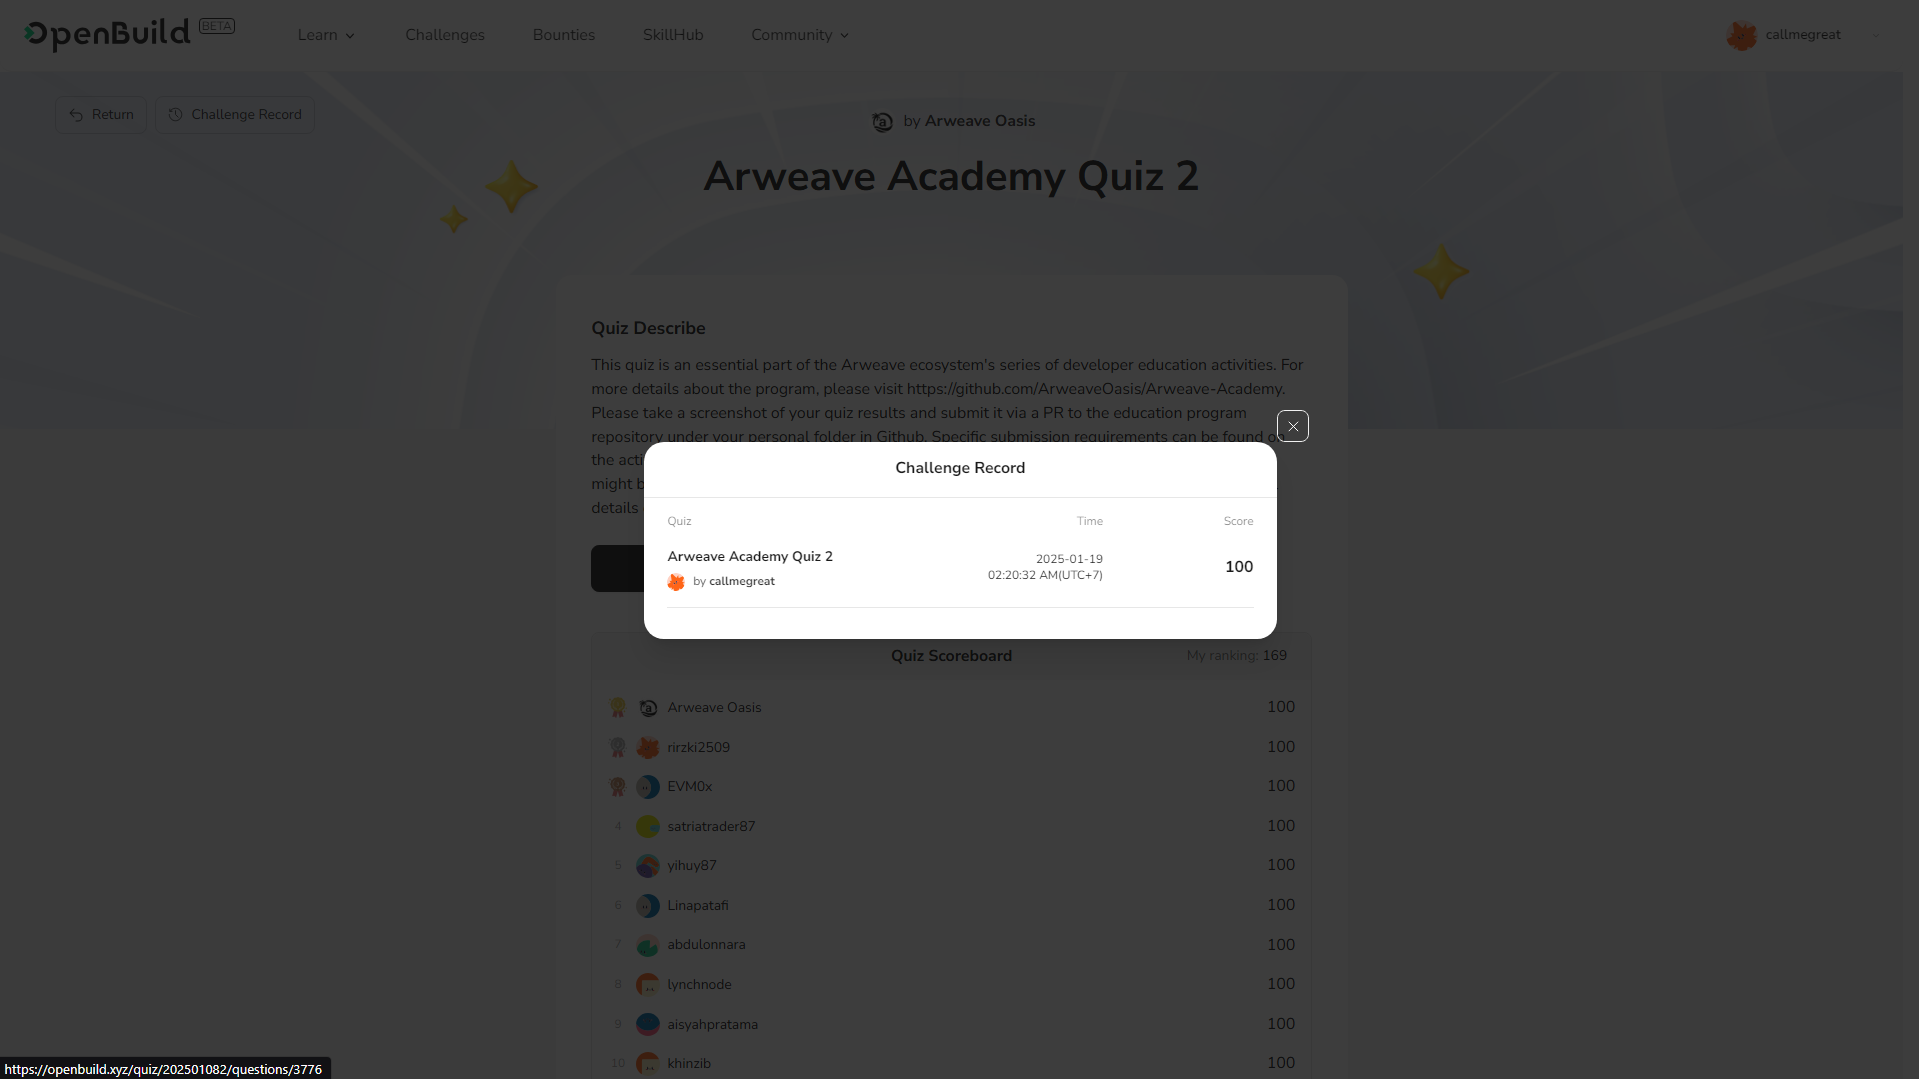 OpenBuild BETA
Learn
Challenges
Bounties
SkillHub
Community
callmegreat
Return
Challenge Record
by Arweave Oasis
Arweave Academy Quiz 2
Quiz Describe
This quiz is an essential part of the Arweave ecosystem's series of developer education activities. For
more details about the program, please visit https://github.com/ArweaveOasis/Arweave-Academy.
Please take a screenshot of your quiz results and submit it via a PR to the education program
repository under your personal folder in Github. Specific submission requirements can be found on
the
might
details
Challenge Record
Quiz Time Score
Arweave Academy Quiz 2
by callmegreat
2025-01-19
02:20:32 AM(UTC+7)
100
Quiz Scoreboard
My ranking: 169
Arweave Oasis 100
rirzki2509 100
EVM0x 100
4 satriatrader87 100
5 yihuy87 100
6 Linapatafi 100
7 abdulonnara 100
8 lynchnode 100
9 aisyahpratama 100
10 khinzib 100
https://openbuild.xyz/quiz/202501082/questions/3776